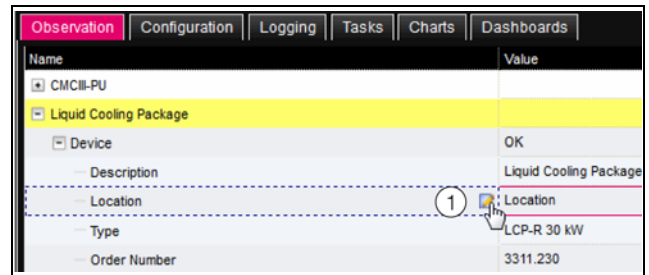 Observation Configuration Logging Tasks Charts Dashboards
Name Value
CMCIII-PU
Liquid Cooling Package
Device OK
Description Liquid Cooling Package
Location 1 Location
Type LCP-R 30 kW
Order Number 3311.230